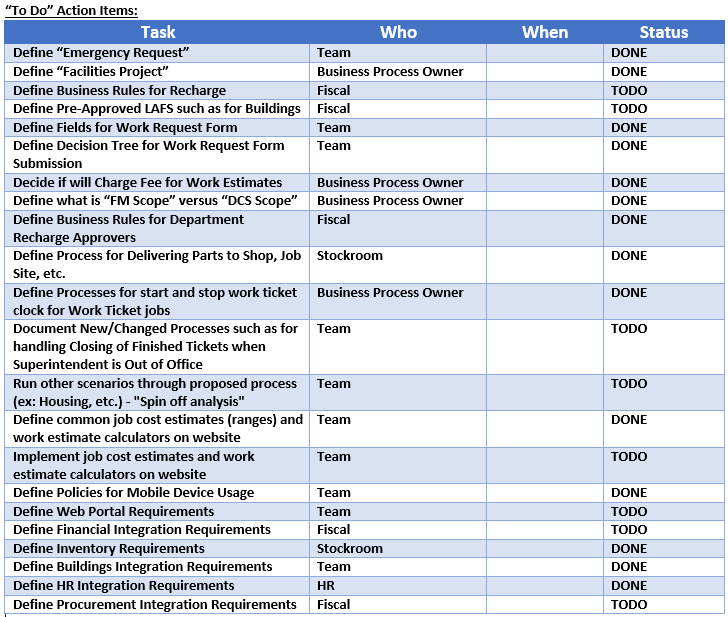 “To Do” Action Items:
Task Who When Status
Define “Emergency Request” Team DONE
Define “Facilities Project” Business Process Owner DONE
Define Business Rules for Recharge Fiscal TODO
Define Pre-Approved LAFS such as for Buildings Fiscal TODO
Define Fields for Work Request Form Team DONE
Define Decision Tree for Work Request Form Team DONE
Submission
Decide if will Charge Fee for Work Estimates Business Process Owner DONE
Define what is “FM Scope” versus “DCS Scope” Business Process Owner DONE
Define Business Rules for Department Fiscal DONE
Recharge Approvers
Define Process for Delivering Parts to Shop, Job Stockroom DONE
Site, etc.
Define Processes for start and stop work ticket Business Process Owner DONE
clock for Work Ticket jobs
Document New/Changed Processes such as for Team TODO
handling Closing of Finished Tickets when
Superintendent is Out of Office
Run other scenarios through proposed process Team TODO
(ex: Housing, etc.) - "Spin off analysis"
Define common job cost estimates (ranges) and Team DONE
work estimate calculators on website
Implement job cost estimates and work Team TODO
estimate calculators on website
Define Policies for Mobile Device Usage Team DONE
Define Web Portal Requirements Team TODO
Define Financial Integration Requirements Fiscal TODO
Define Inventory Requirements Stockroom DONE
Define Buildings Integration Requirements Team DONE
Define HR Integration Requirements HR DONE
Define Procurement Integration Requirements Fiscal TODO